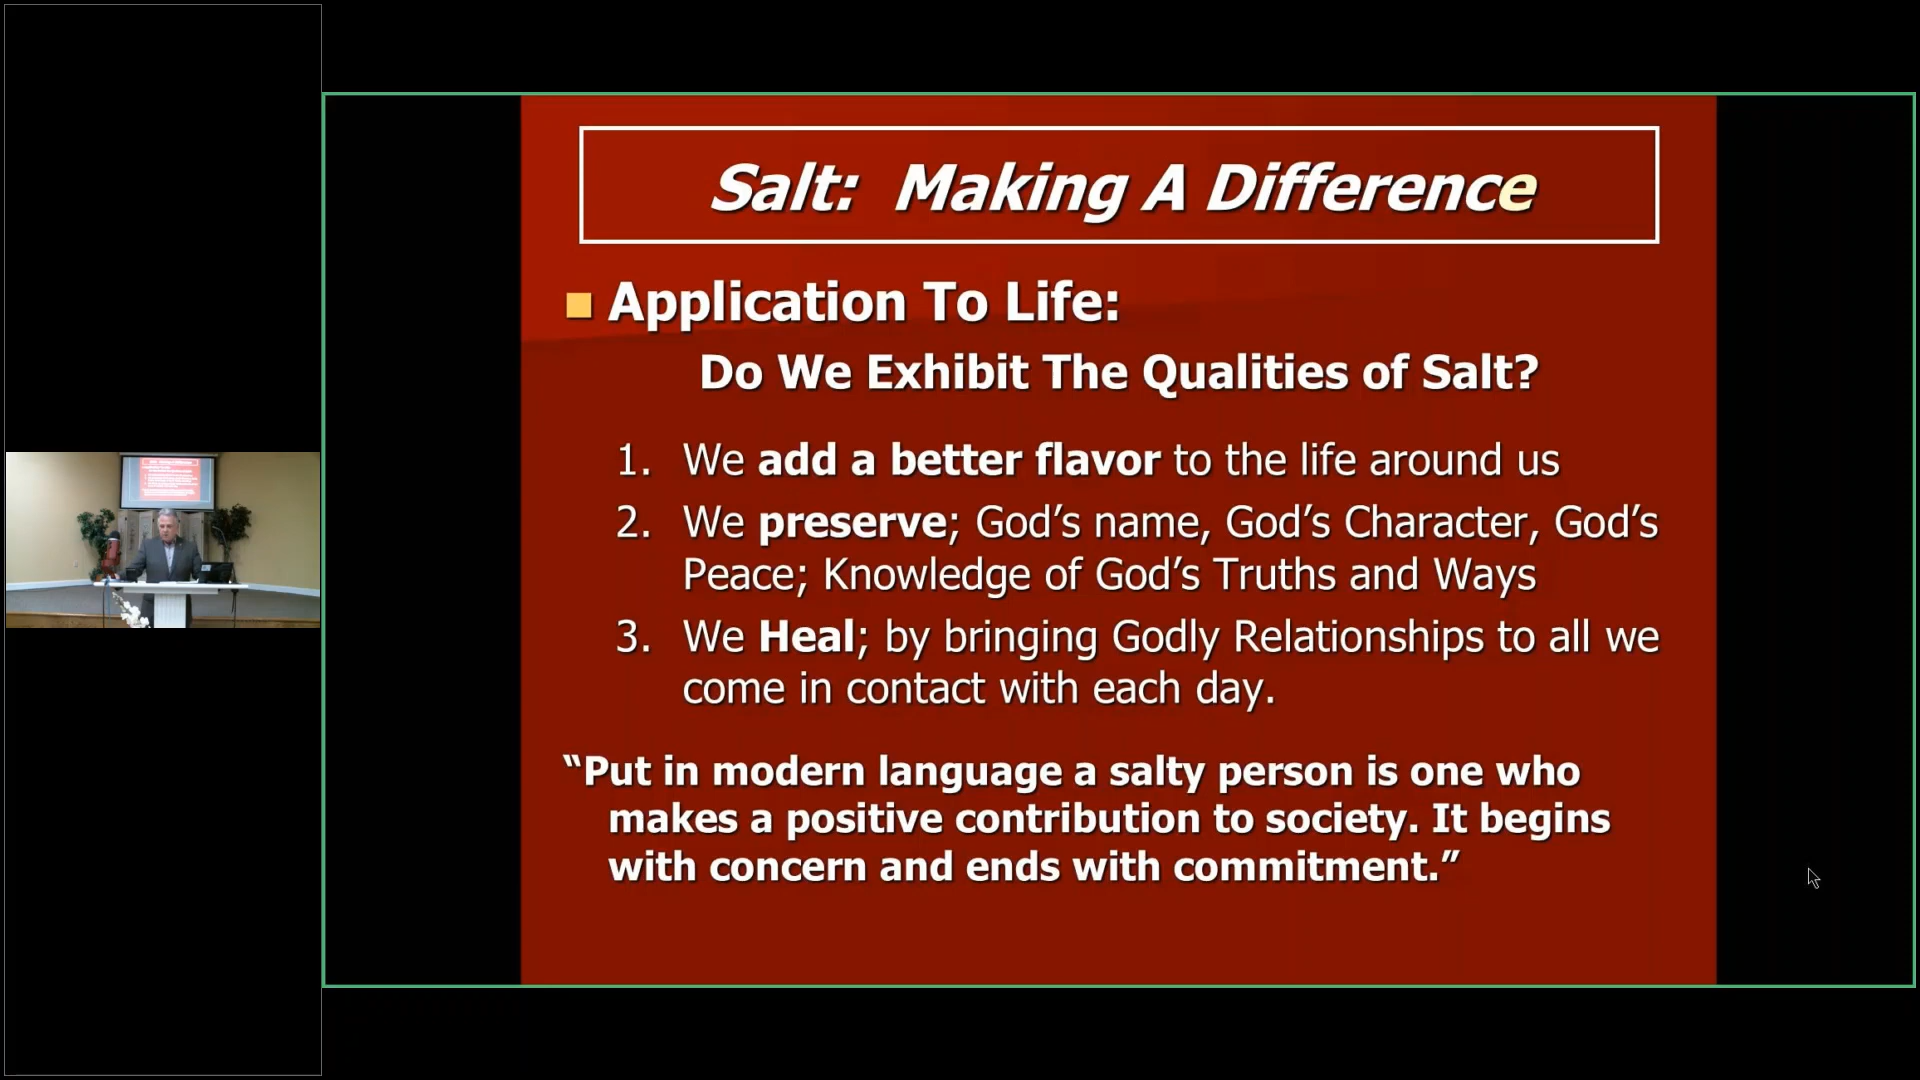 Salt: Making A Difference
Application To Life:
Do We Exhibit The Qualities of Salt?
1. We add a better flavor to the life around us
2. We preserve; God’s name, God’s Character, God’s
Peace; Knowledge of God’s Truths and Ways
3. We Heal; by bringing Godly Relationships to all we
come in contact with each day.
“Put in modern language a salty person is one who
makes a positive contribution to society. It begins
with concern and ends with commitment.”